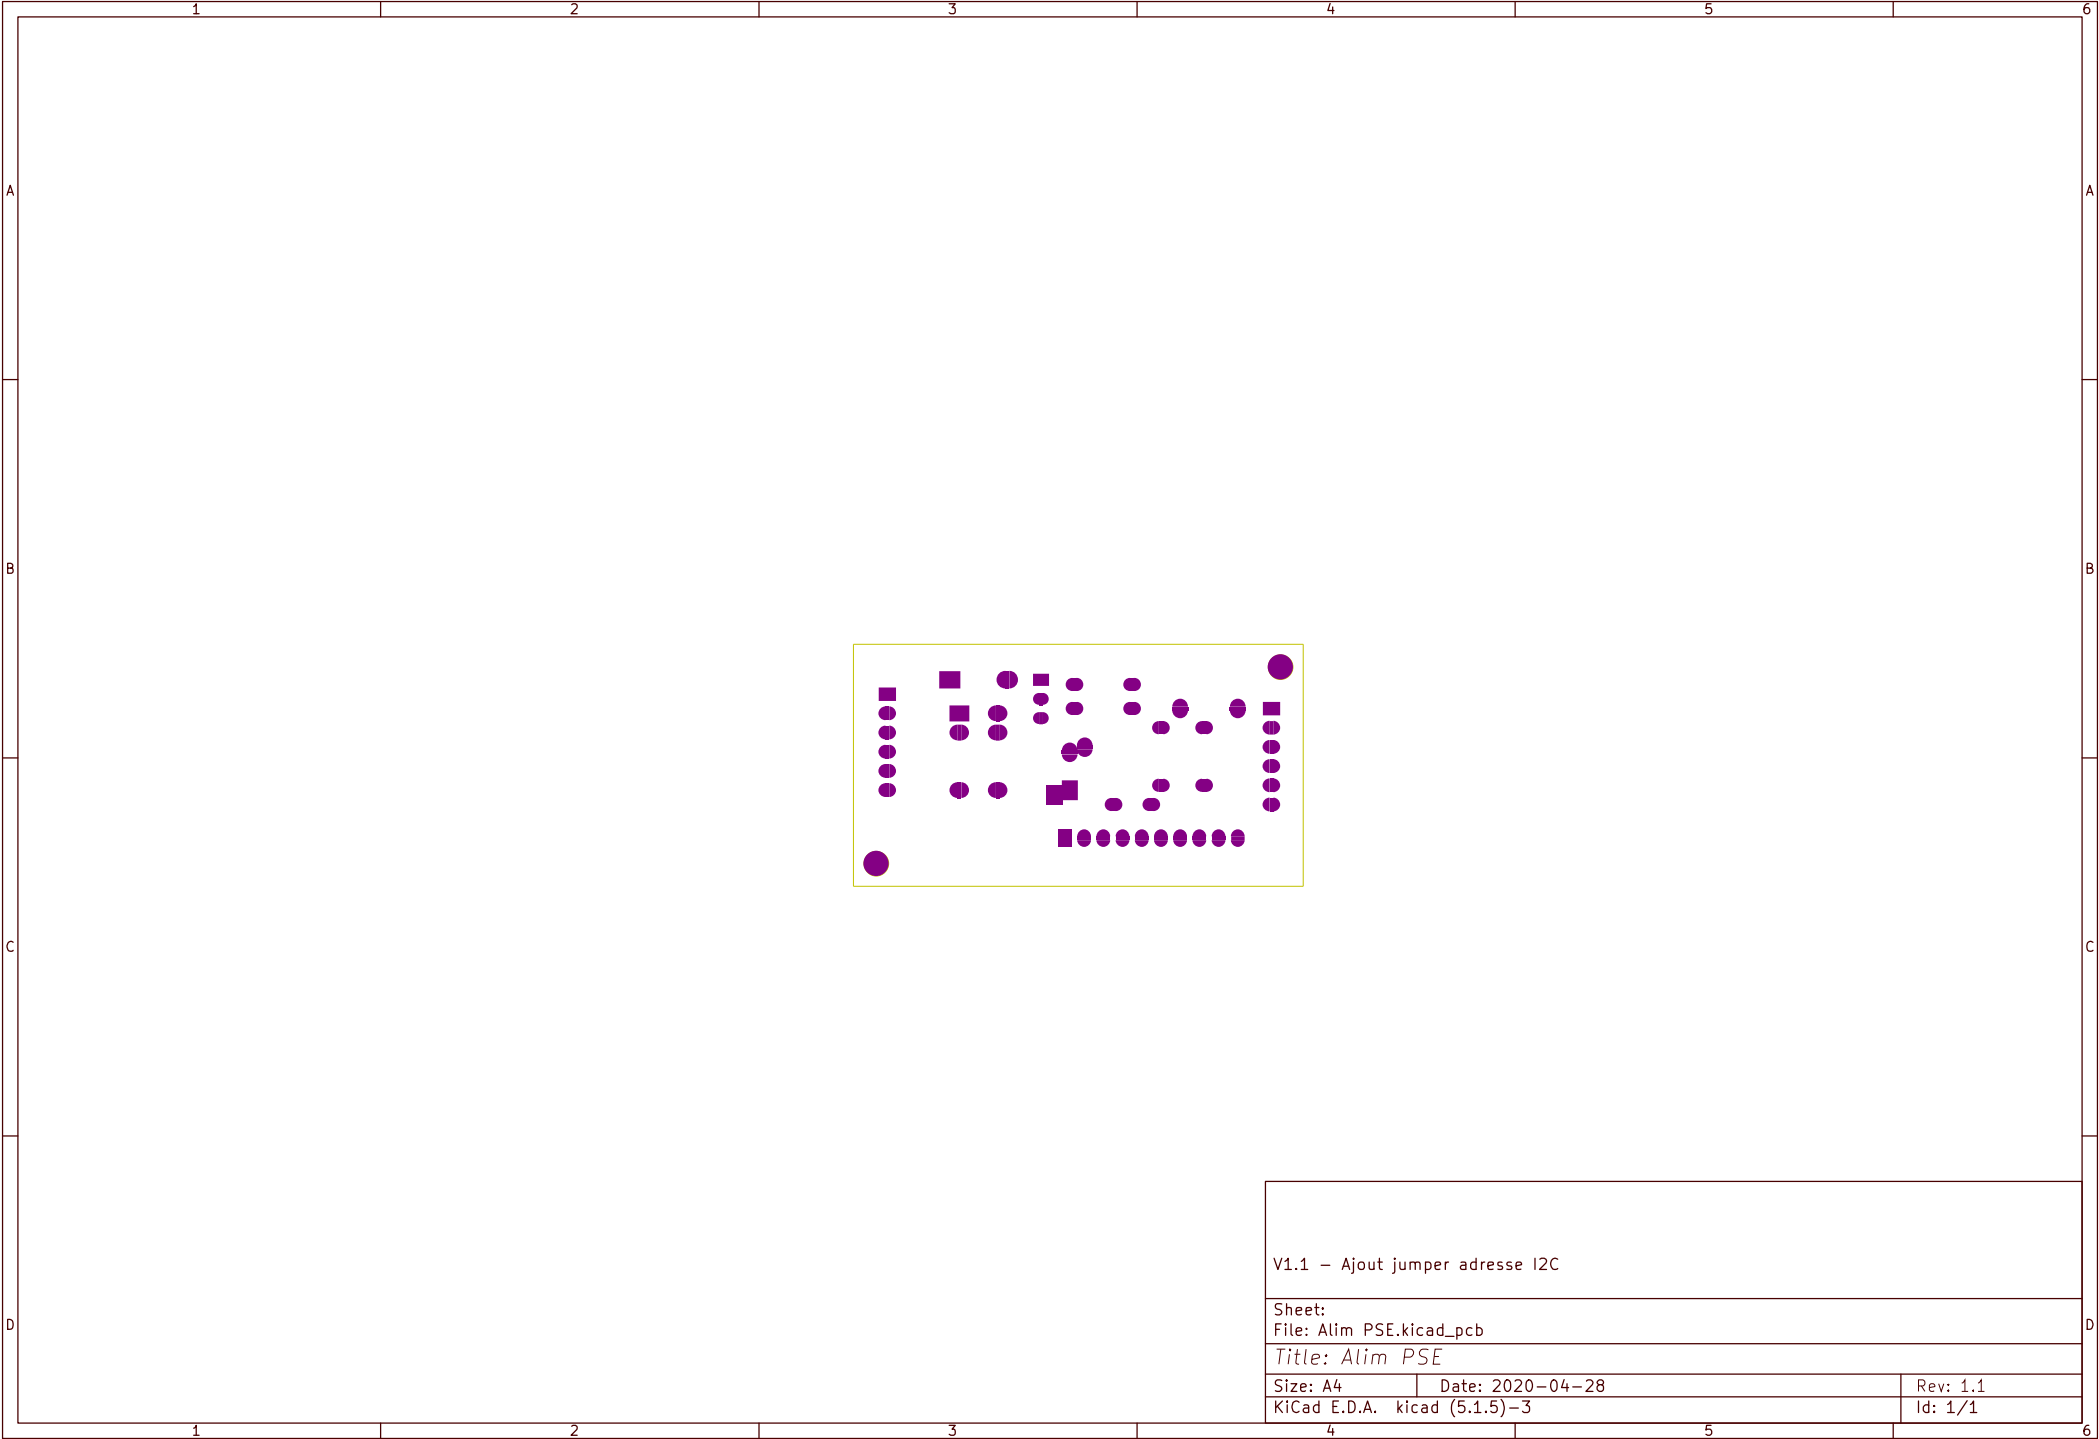 1 2 3 4 5 6
A A
B B
C C
V1.1 – Ajout jumper adresse I2C
Sheet:
File: Alim PSE.kicad_pcb
D D
Title: Alim PSE
Size: A4 Date: 2020-04-28 Rev: 1.1
KiCad E.D.A. kicad (5.1.5)-3 Id: 1/1
1 2 3 4 5 6